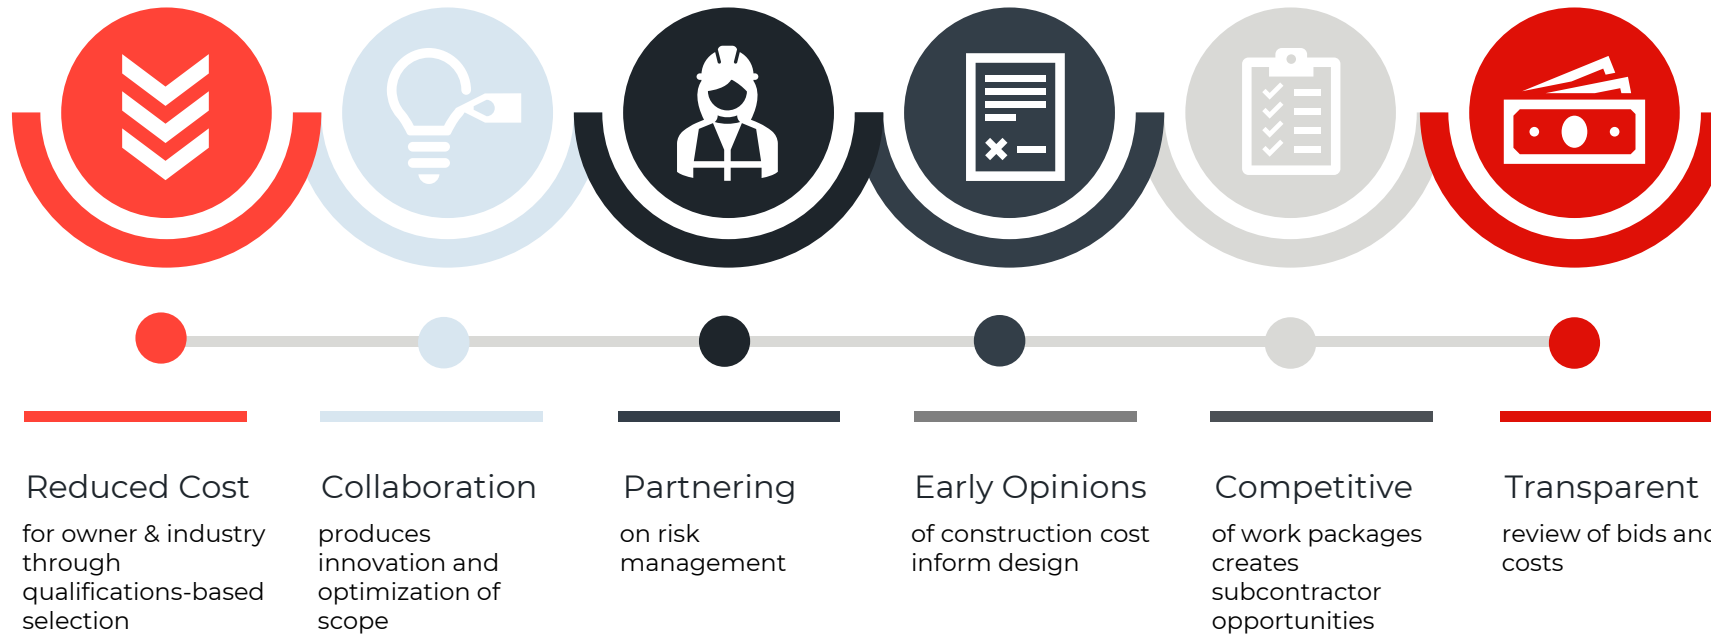 Reduced Cost
for owner & industry
through
qualifications-based
selection
Collaboration
produces
innovation and
optimization of
scope
Partnering
on risk
management
Early Opinions
of construction cost
inform design
Competitive
of work packages
creates
subcontractor
opportunities
Transparent
review of bids and
costs